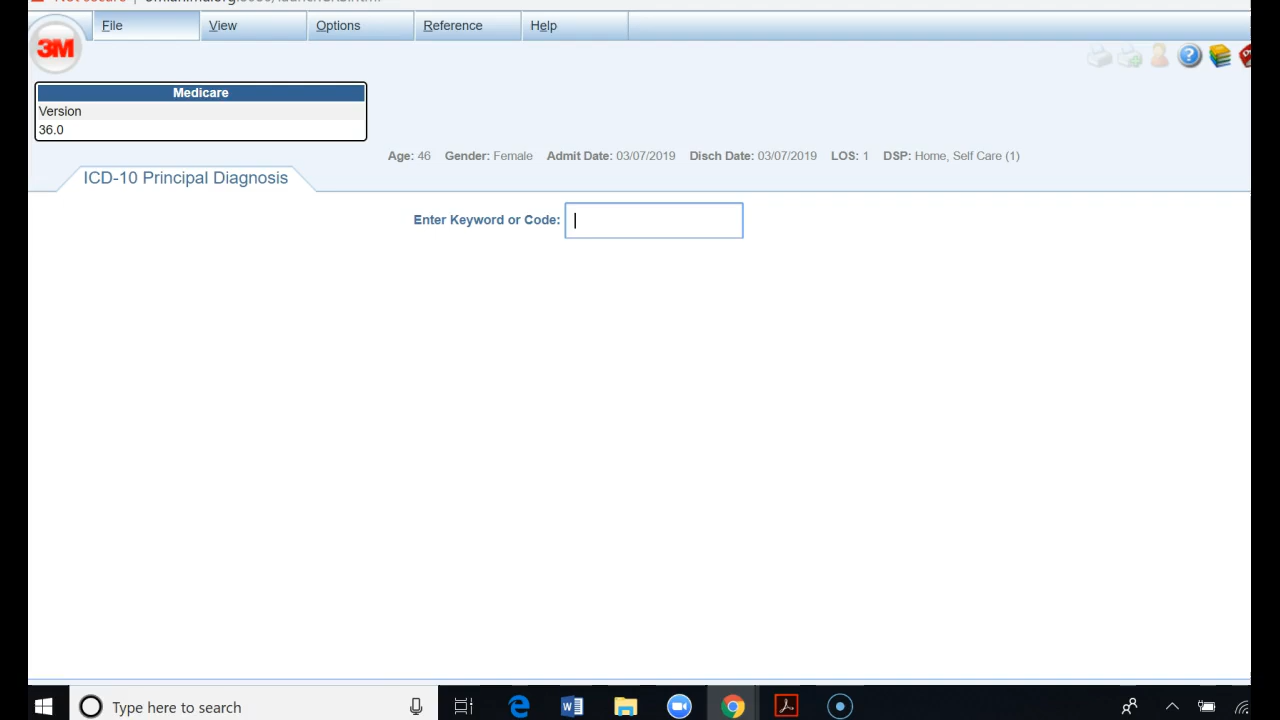 File View Options Reference Help
3M
Medicare
Version
36.0
Age: 46 Gender: Female Admit Date: 03/07/2019 Disch Date: 03/07/2019 LOS: 1 DSP: Home, Self Care (1)
ICD-10 Principal Diagnosis
Enter Keyword or Code:
Type here to search